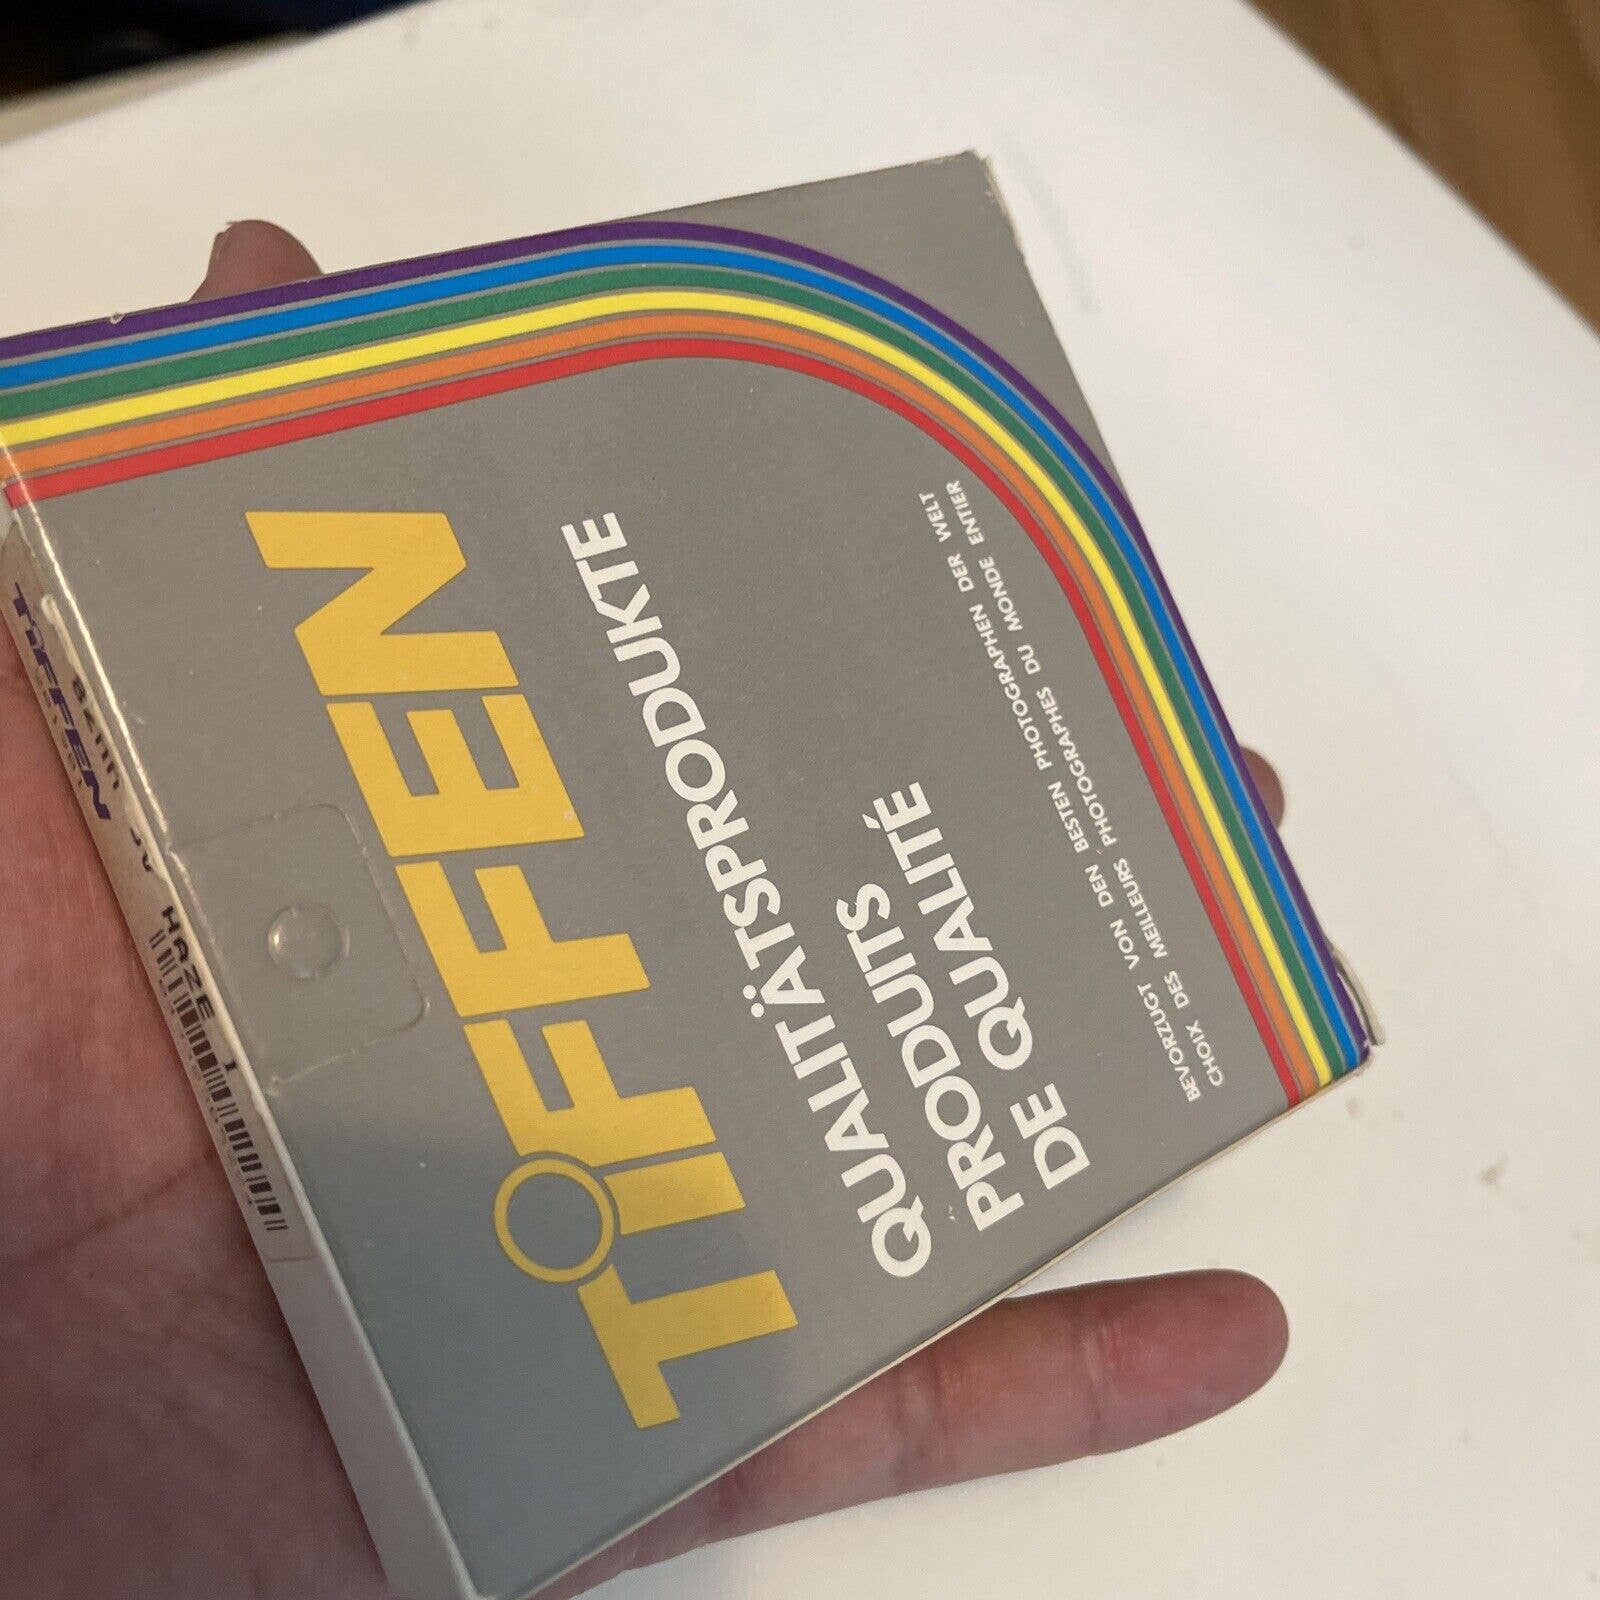 TIFFEN
QUALITÄTSPRODUKTE
PRODUITS
DE QUALITÉ
BEVORZUGT VON DEN BESTEN PHOTOGRAPHEN DER WELT
CHOIX DES MEILLEURS PHOTOGRAPHES DU MONDE ENTIER
TIFFEN
HAZE 1